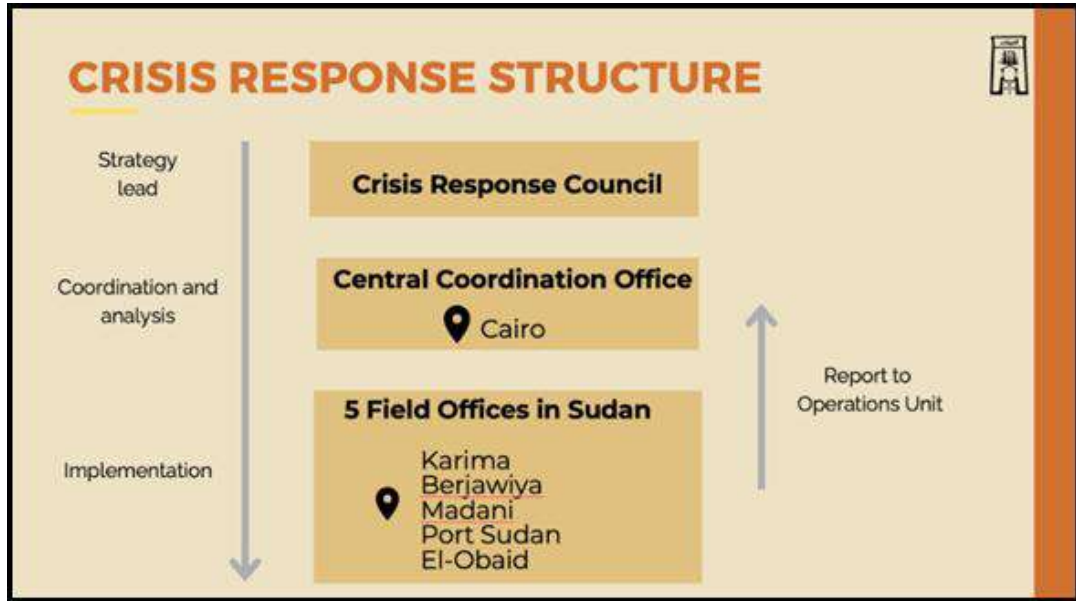 CRISIS RESPONSE STRUCTURE
Strategy
lead
Crisis Response Council
Coordination and
analysis
Central Coordination Office
Cairo
Report to
Operations Unit
Implementation
5 Field Offices in Sudan
Karima
Berjawiya
Madani
Port Sudan
El-Obaid